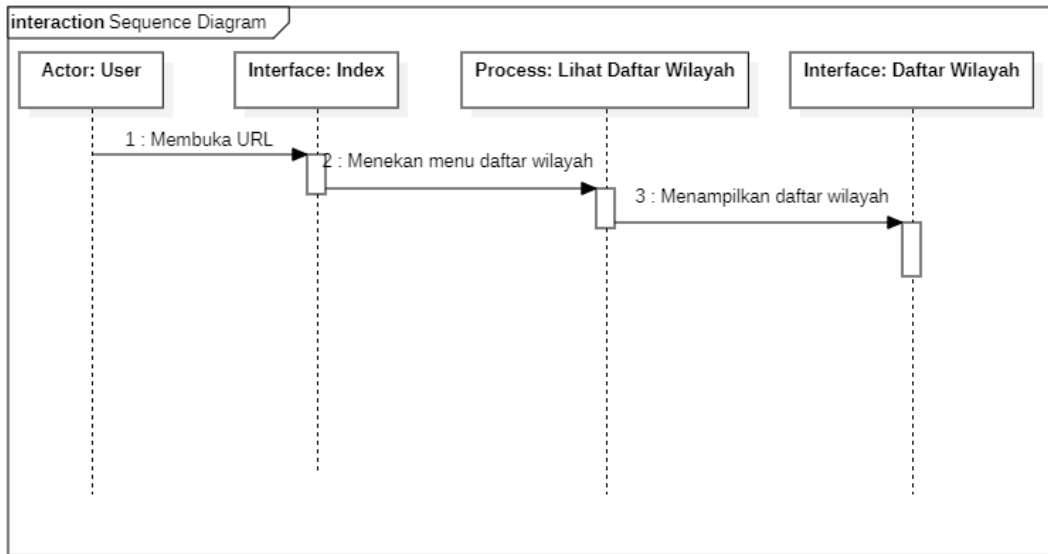 interaction Sequence Diagram
Actor: User
Interface: Index
Process: Lihat Daftar Wilayah
Interface: Daftar Wilayah
1 : Membuka URL
2 : Menekan menu daftar wilayah
3 : Menampilkan daftar wilayah